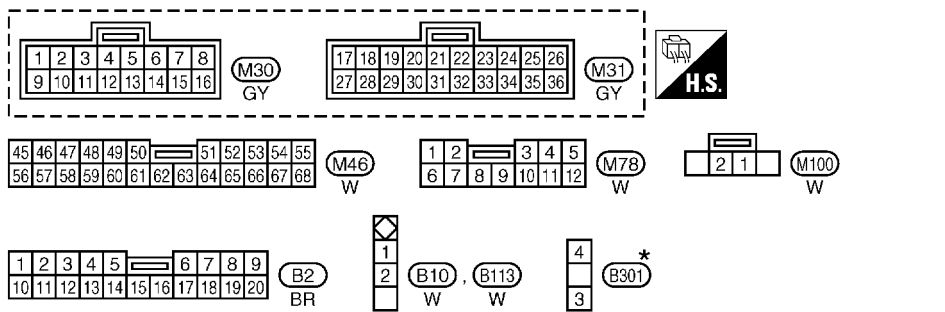 1 2 3 4 5 6 7 8
9 10 11 12 13 14 15 16
M30
GY
17 18 19 20 21 22 23 24 25 26
27 28 29 30 31 32 33 34 35 36
M31
GY
H.S.
45 46 47 48 49 50 51 52 53 54 55
56 57 58 59 60 61 62 63 64 65 66 67 68
M46
W
1 2 3 4 5
6 7 8 9 10 11 12
M78
W
2 1
M100
W
1 2 3 4 5 6 7 8 9
10 11 12 13 14 15 16 17 18 19 20
B2
BR
1
2
B10 , B113
W W
4
3
*
B301